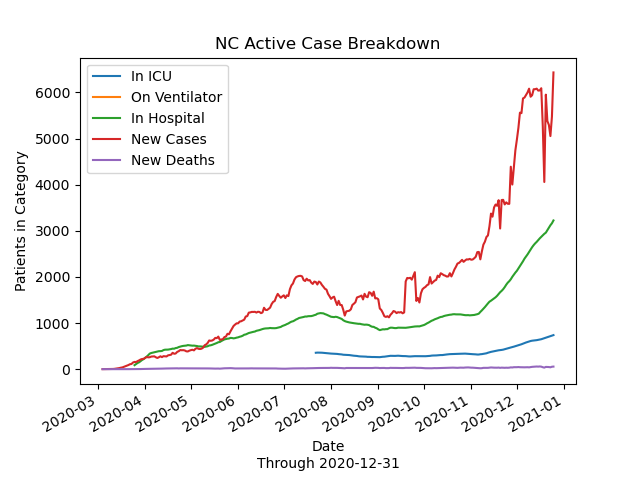 NC Active Case Breakdown
In ICU
On Ventilator
In Hospital
New Cases
New Deaths
Patients in Category
6000
5000
4000
3000
2000
1000
0
2020-03
2020-04
2020-05
2020-06
2020-07
2020-08
2020-09
2020-10
2020-11
2020-12
2021-01
Date
Through 2020-12-31